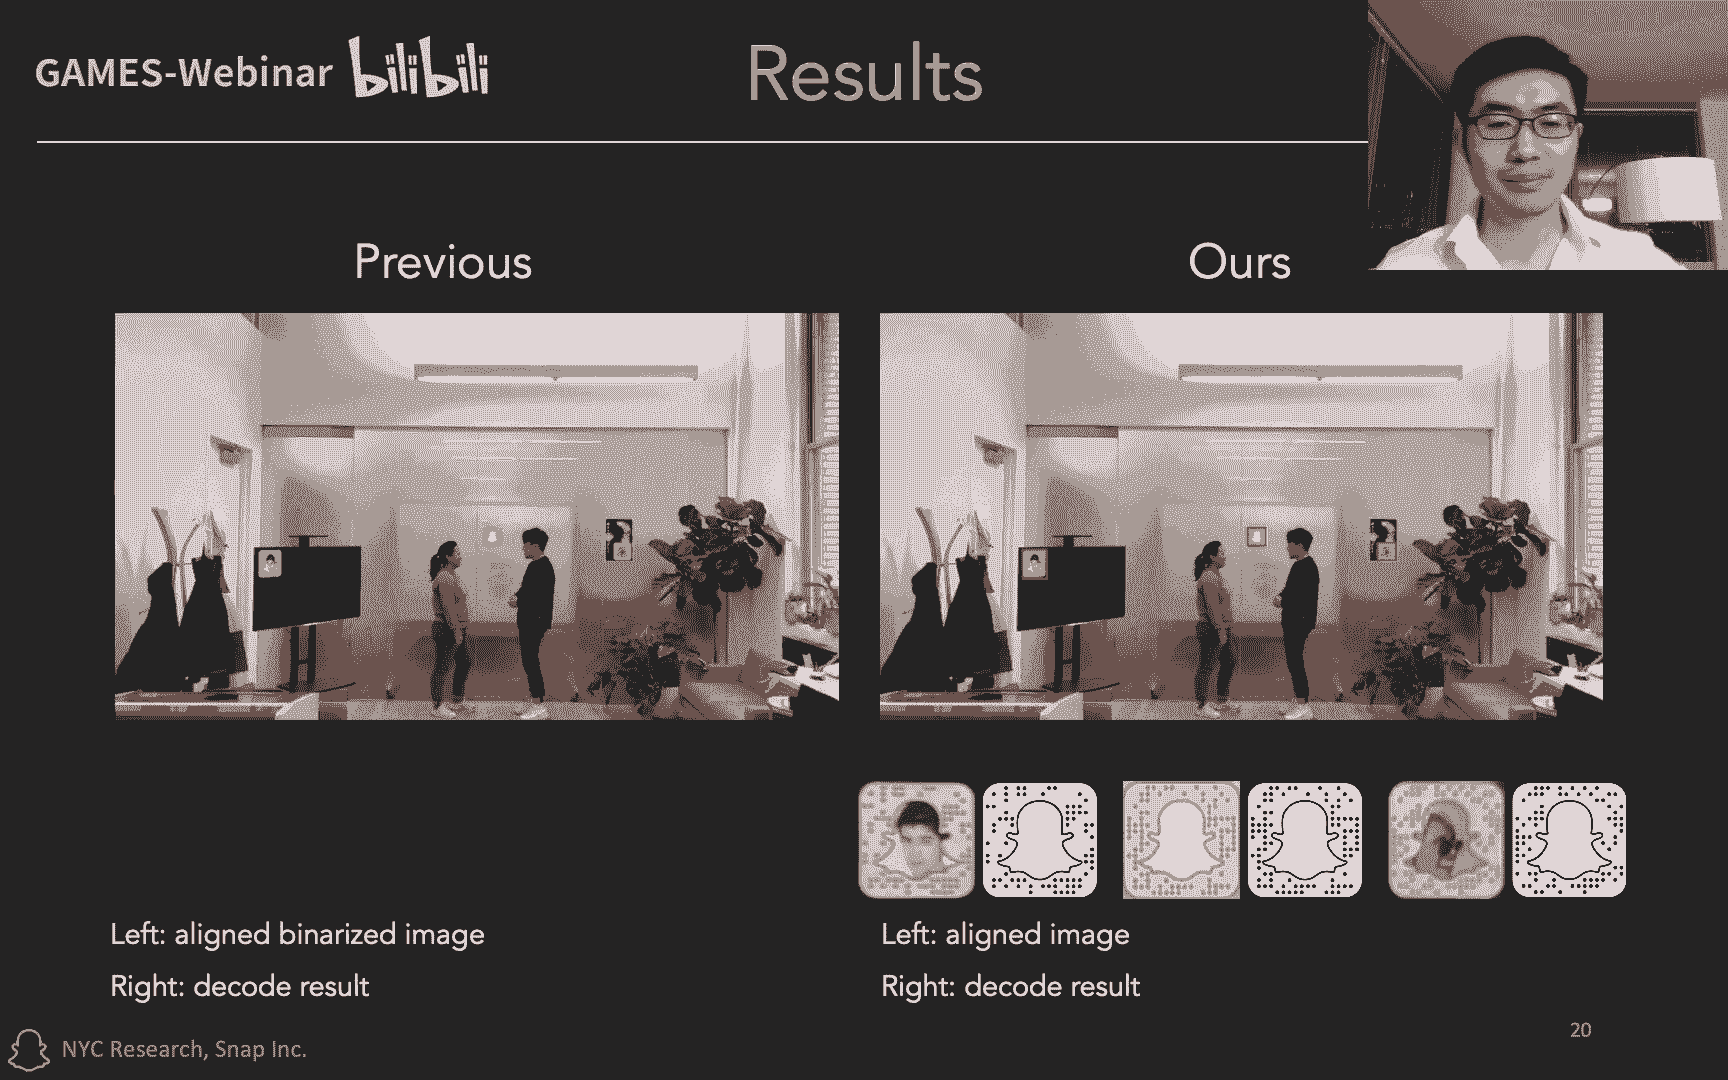 GAMES-Webinar bilibili
Results
Previous
Ours
Left: aligned binarized image
Right: decode result
Left: aligned image
Right: decode result
20
NYC Research, Snap Inc.